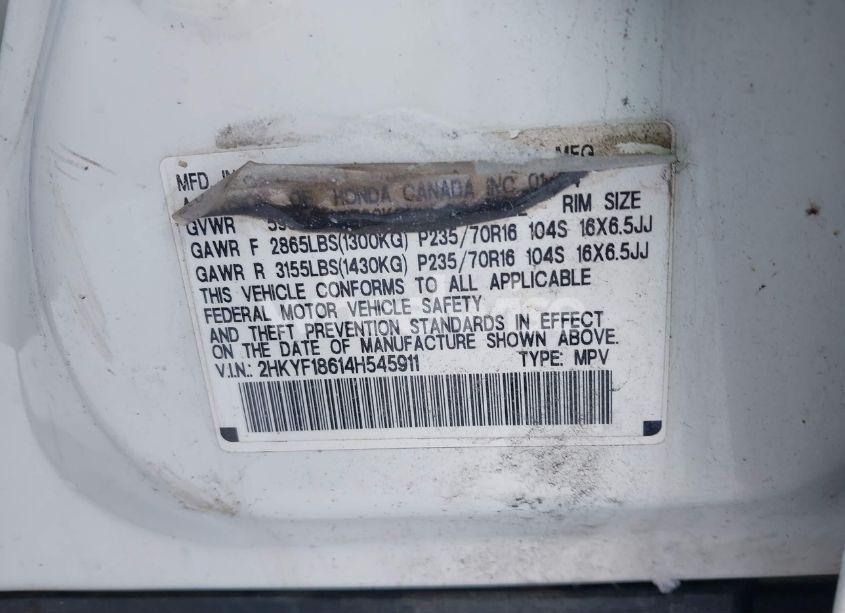 MFD. IN
MFG.
HONDA CANADA INC.
GVWR RIM SIZE
GAWR F 2865LBS(1300KG) P235/70R16 104S 16X6.5JJ
GAWR R 3155LBS(1430KG) P235/70R16 104S 16X6.5JJ
THIS VEHICLE CONFORMS TO ALL APPLICABLE
FEDERAL MOTOR VEHICLE SAFETY
AND THEFT PREVENTION STANDARDS IN EFFECT
ON THE DATE OF MANUFACTURE SHOWN ABOVE.
V.I.N.: 2HKYF18614H545911 TYPE: MPV